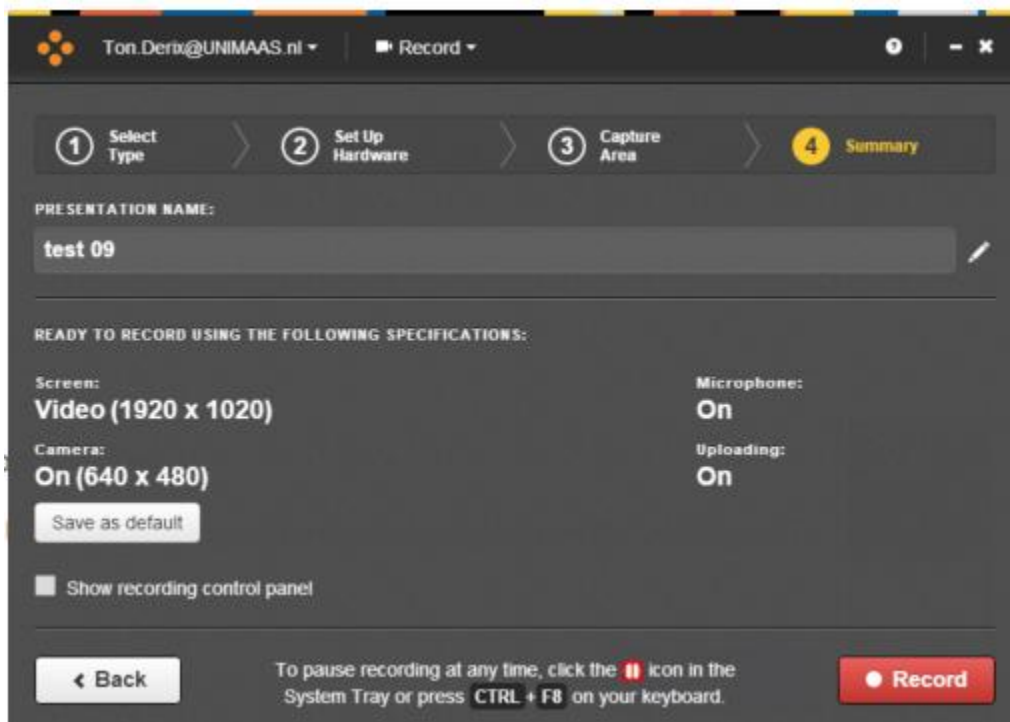 Ton.Derix@UNIMAAS.nl
Record
1 Select Type
2 Set Up Hardware
3 Capture Area
4 Summary
PRESENTATION NAME:
test 09
READY TO RECORD USING THE FOLLOWING SPECIFICATIONS:
Screen:
Video (1920 x 1020)
Microphone:
On
Camera:
On (640 x 480)
Uploading:
On
Save as default
Show recording control panel
Back
To pause recording at any time, click the icon in the
System Tray or press CTRL + F8 on your keyboard.
Record